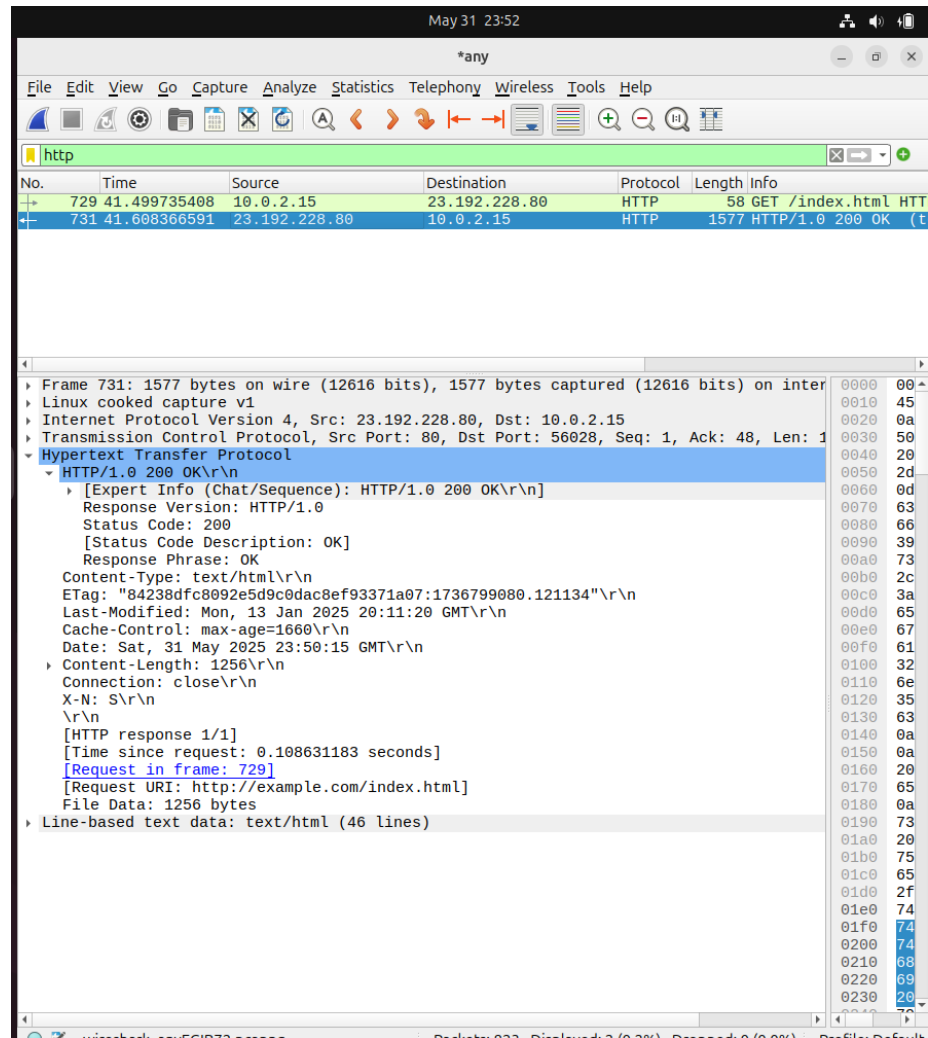 May 31 23:52
*any
File Edit View Go Capture Analyze Statistics Telephony Wireless Tools Help
http
No. Time Source Destination Protocol Length Info
729 41.499735408 10.0.2.15 23.192.228.80 HTTP 58 GET /index.html HTT
731 41.608366591 23.192.228.80 10.0.2.15 HTTP 1577 HTTP/1.0 200 OK (t
Frame 731: 1577 bytes on wire (12616 bits), 1577 bytes captured (12616 bits) on inter
Linux cooked capture v1
Internet Protocol Version 4, Src: 23.192.228.80, Dst: 10.0.2.15
Transmission Control Protocol, Src Port: 80, Dst Port: 56028, Seq: 1, Ack: 48, Len: 1
Hypertext Transfer Protocol
HTTP/1.0 200 OK\r\n
[Expert Info (Chat/Sequence): HTTP/1.0 200 OK\r\n]
Response Version: HTTP/1.0
Status Code: 200
[Status Code Description: OK]
Response Phrase: OK
Content-Type: text/html\r\n
ETag: "84238dfc8092e5d9c0dac8ef93371a07:1736799080.121134"\r\n
Last-Modified: Mon, 13 Jan 2025 20:11:20 GMT\r\n
Cache-Control: max-age=1660\r\n
Date: Sat, 31 May 2025 23:50:15 GMT\r\n
Content-Length: 1256\r\n
Connection: close\r\n
X-N: S\r\n
\r\n
[HTTP response 1/1]
[Time since request: 0.108631183 seconds]
[Request in frame: 729]
[Request URI: http://example.com/index.html]
File Data: 1256 bytes
Line-based text data: text/html (46 lines)
0000 00
0010 45
0020 0a
0030 50
0040 20
0050 2d
0060 0d
0070 63
0080 66
0090 39
00a0 73
00b0 2c
00c0 3a
00d0 65
00e0 67
00f0 61
0100 32
0110 6e
0120 35
0130 63
0140 0a
0150 0a
0160 20
0170 65
0180 0a
0190 73
01a0 20
01b0 75
01c0 65
01d0 2f
01e0 74
01f0 74
0200 74
0210 68
0220 69
0230 20